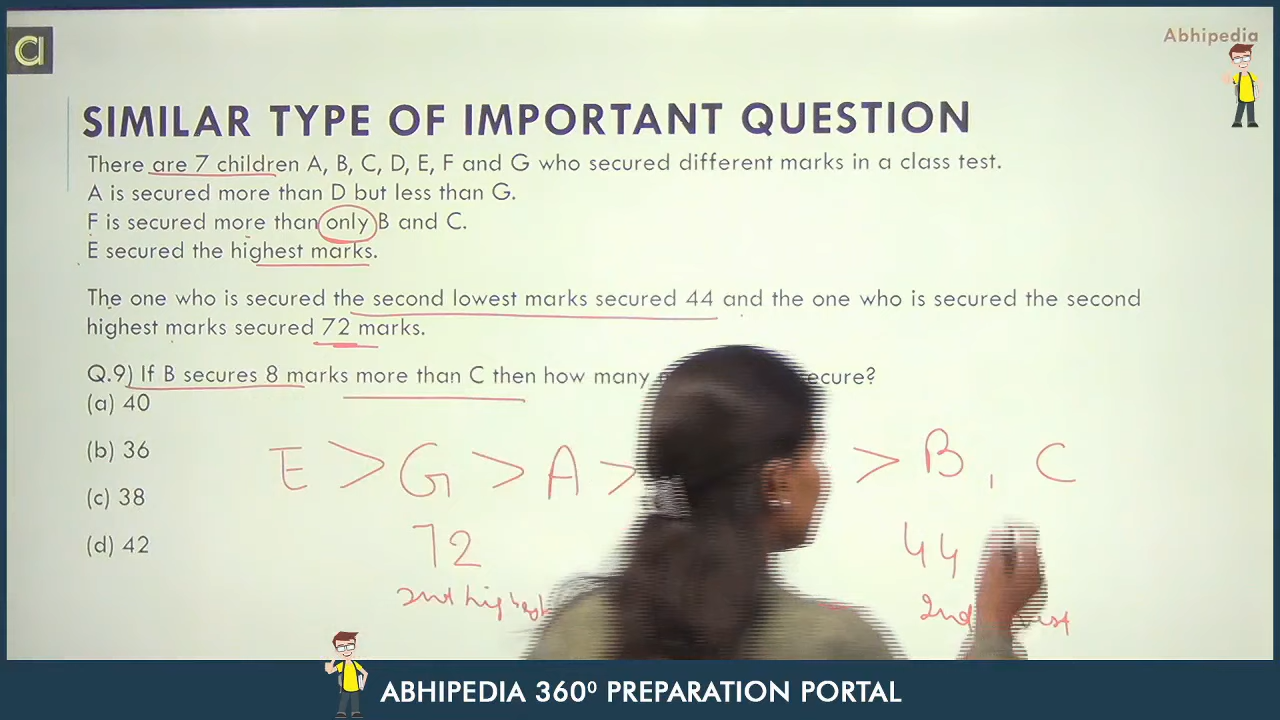 Abhipedia
SIMILAR TYPE OF IMPORTANT QUESTION
There are 7 children A, B, C, D, E, F and G who secured different marks in a class test.
A is secured more than D but less than G.
F is secured more than only B and C.
E secured the highest marks.
The one who is secured the second lowest marks secured 44 and the one who is secured the second
highest marks secured 72 marks.
Q.9) If B secures 8 marks more than C then how many ecure?
(a) 40
(b) 36
(c) 38
(d) 42
E > G > A > > B, C
72 44
2nd highest 2nd
ABHIPEDIA 360⁰ PREPARATION PORTAL